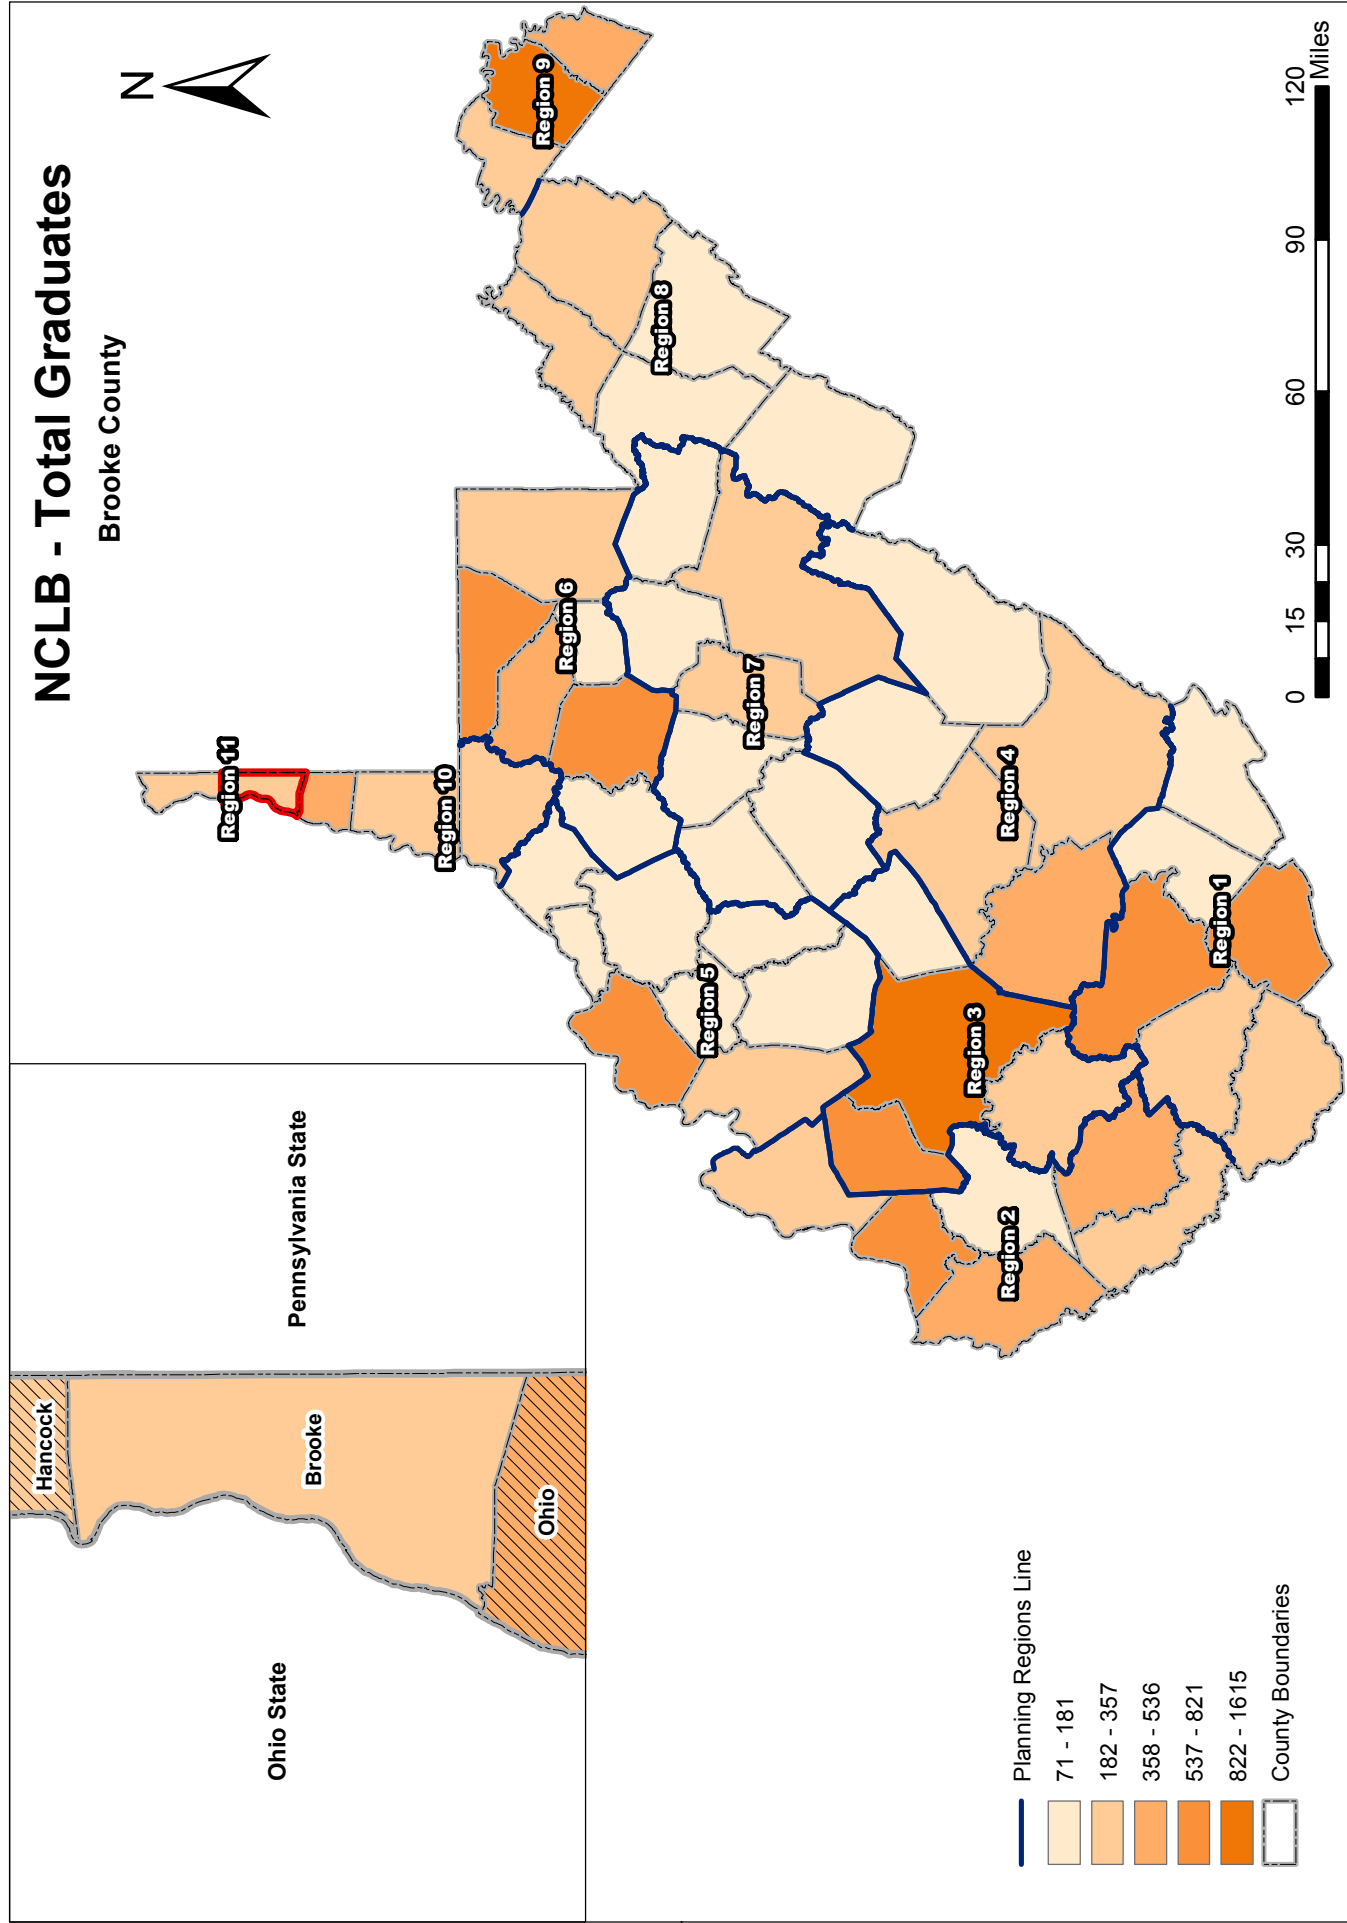 NCLB - Total Graduates
Brooke County
N
Hancock
Brooke
Ohio
Ohio State
Pennsylvania State
Region 11
Region 10
Region 9
Region 6
Region 8
Region 5
Region 7
Region 3
Region 4
Region 2
Region 1
Planning Regions Line
71 - 181
182 - 357
358 - 536
537 - 821
822 - 1615
County Boundaries
0 15 30 60 90 120
Miles